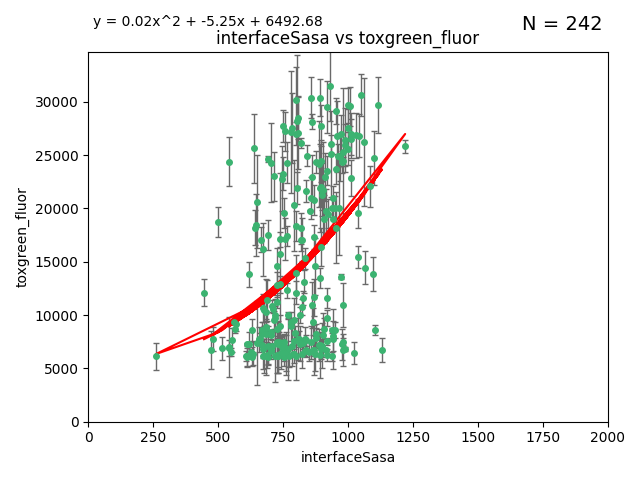 y = 0.02x^2 + -5.25x + 6492.68
N = 242
interfaceSasa vs toxgreen_fluor
toxgreen_fluor
30000
25000
20000
15000
10000
5000
0
0 250 500 750 1000 1250 1500 1750 2000
interfaceSasa